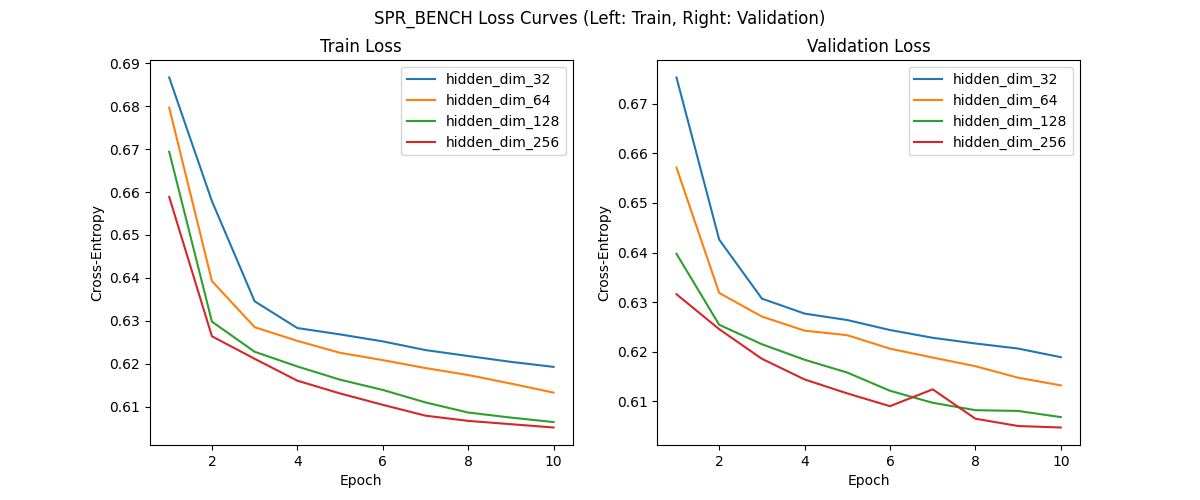 SPR_BENCH Loss Curves (Left: Train, Right: Validation)
Train Loss
0.69
0.68
0.67
0.66
0.65
0.64
0.63
0.62
0.61
Cross-Entropy
hidden_dim_32
hidden_dim_64
hidden_dim_128
hidden_dim_256
2 4 6 8 10
Epoch
Validation Loss
0.67
0.66
0.65
0.64
0.63
0.62
0.61
Cross-Entropy
hidden_dim_32
hidden_dim_64
hidden_dim_128
hidden_dim_256
2 4 6 8 10
Epoch